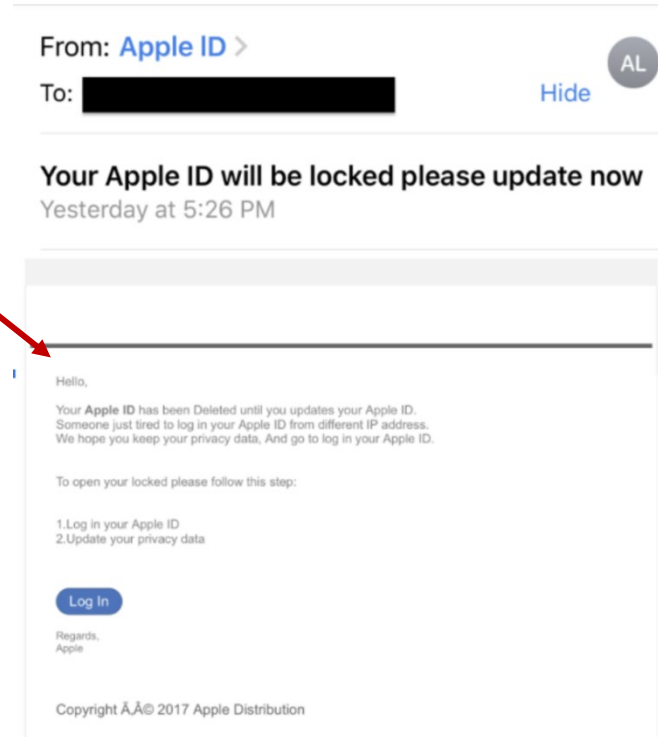 From: Apple ID >
AL
To:
Hide
Your Apple ID will be locked please update now
Yesterday at 5:26 PM
Hello,
Your Apple ID has been Deleted until you updates your Apple ID.
Someone just tired to log in your Apple ID from different IP address.
We hope you keep your privacy data, And go to log in your Apple ID.
To open your locked please follow this step:
1.Log in your Apple ID
2.Update your privacy data
Log In
Regards,
Apple
Copyright Ã‚Â© 2017 Apple Distribution